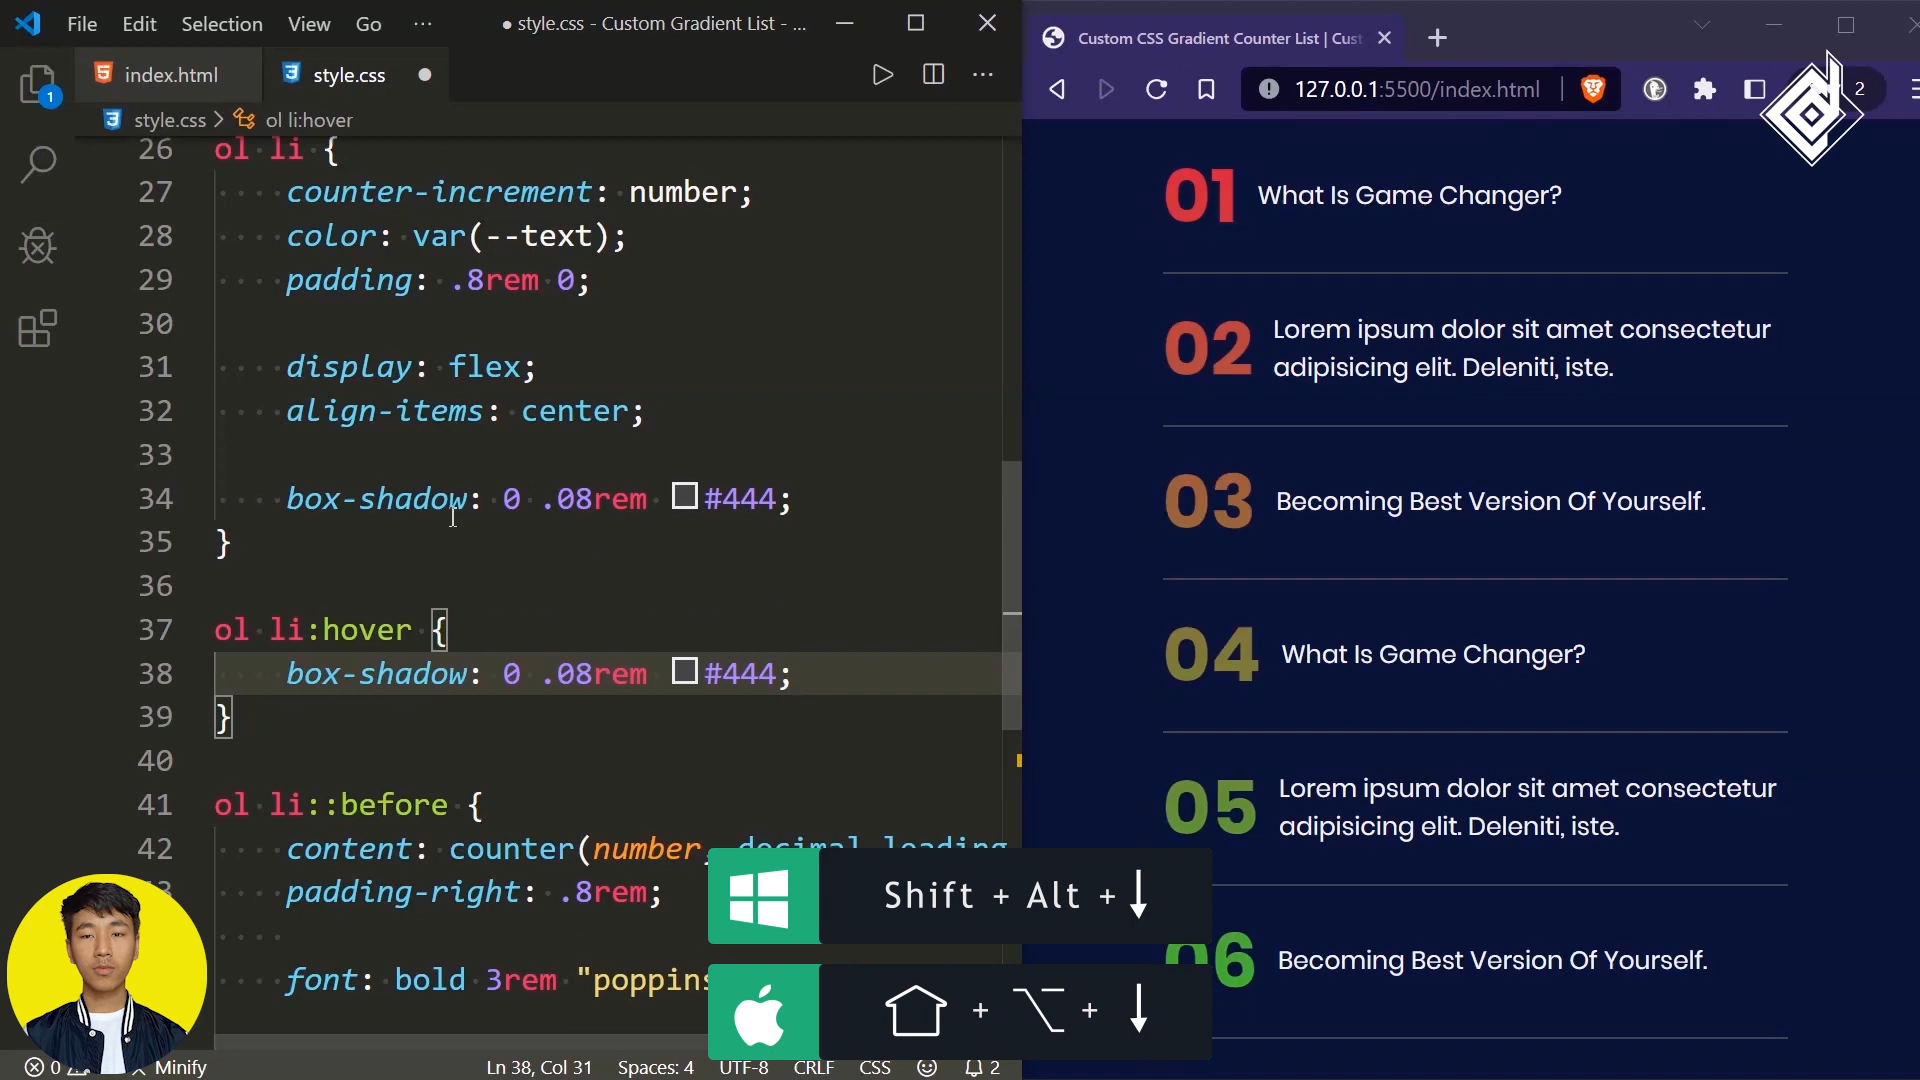 File Edit Selection View Go ··· ● style.css - Custom Gradient List - ...
index.html style.css
style.css > ol li:hover
26 ol li {
27 counter-increment: number;
28 color: var(--text);
29 padding: .8rem 0;
30
31 display: flex;
32 align-items: center;
33
34 box-shadow: 0 .08rem #444;
35 }
36
37 ol li:hover {
38 box-shadow: 0 .08rem #444;
39 }
40
41 ol li::before {
42 content: counter(number,
padding-right: .8rem;
font: bold 3rem "poppins
0 Minify Ln 38, Col 31 Spaces: 4 UTF-8 CRLF CSS 2
1
Custom CSS Gradient Counter List | Cust
127.0.0.1:5500/index.html 2
01 What Is Game Changer?
02 Lorem ipsum dolor sit amet consectetur
adipisicing elit. Deleniti, iste.
03 Becoming Best Version Of Yourself.
04 What Is Game Changer?
05 Lorem ipsum dolor sit amet consectetur
adipisicing elit. Deleniti, iste.
06 Becoming Best Version Of Yourself.
Shift + Alt + ↓
+ ⌥ + ↓